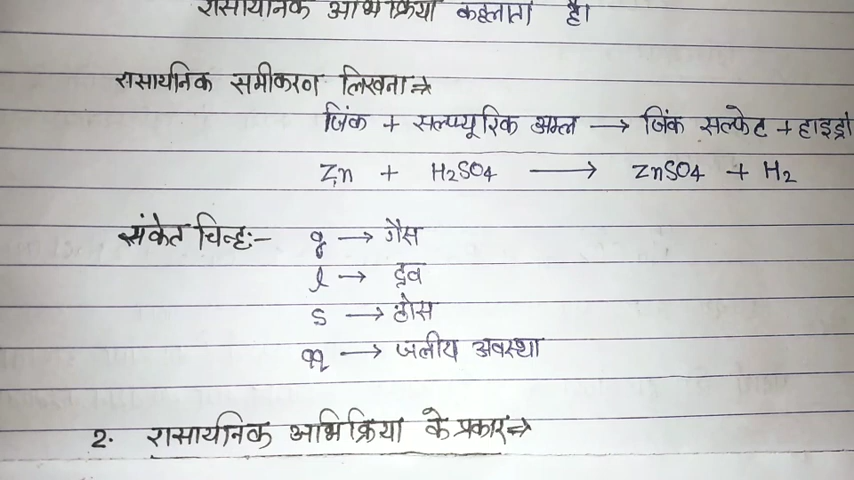 रासायनिक अभिक्रिया कहलाता है।
रासायनिक समीकरण लिखना⇒
जिंक + सल्फ्यूरिक अम्ल → जिंक सल्फेट + हाइड्रो
Zn + H2SO4 → ZnSO4 + H2
संकेत चिन्ह:- g → गैस
l → द्रव
s → ठोस
aq → जलीय अवस्था
2. रासायनिक अभिक्रिया के प्रकार⇒